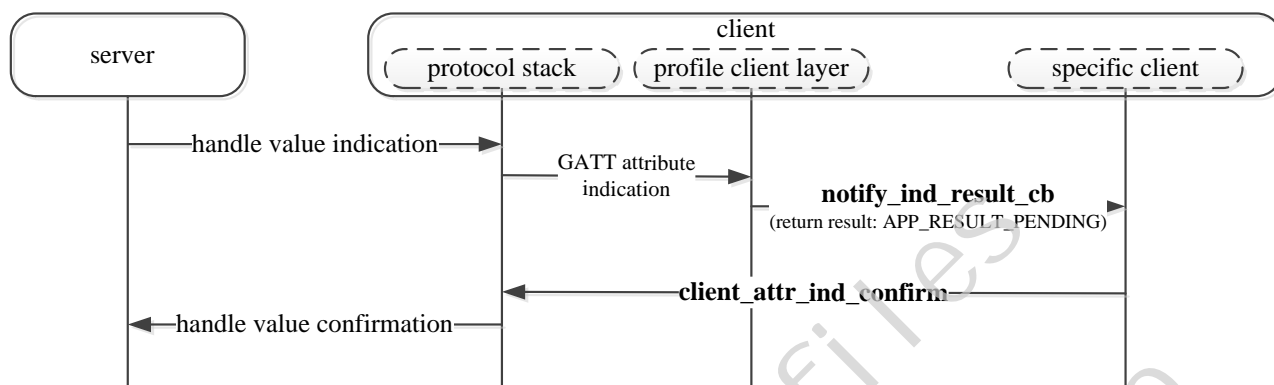 client
server
protocol stack
profile client layer
specific client
handle value indication
GATT attribute
indication
notify_ind_result_cb
(return result: APP_RESULT_PENDING)
client_attr_ind_confirm
handle value confirmation
files